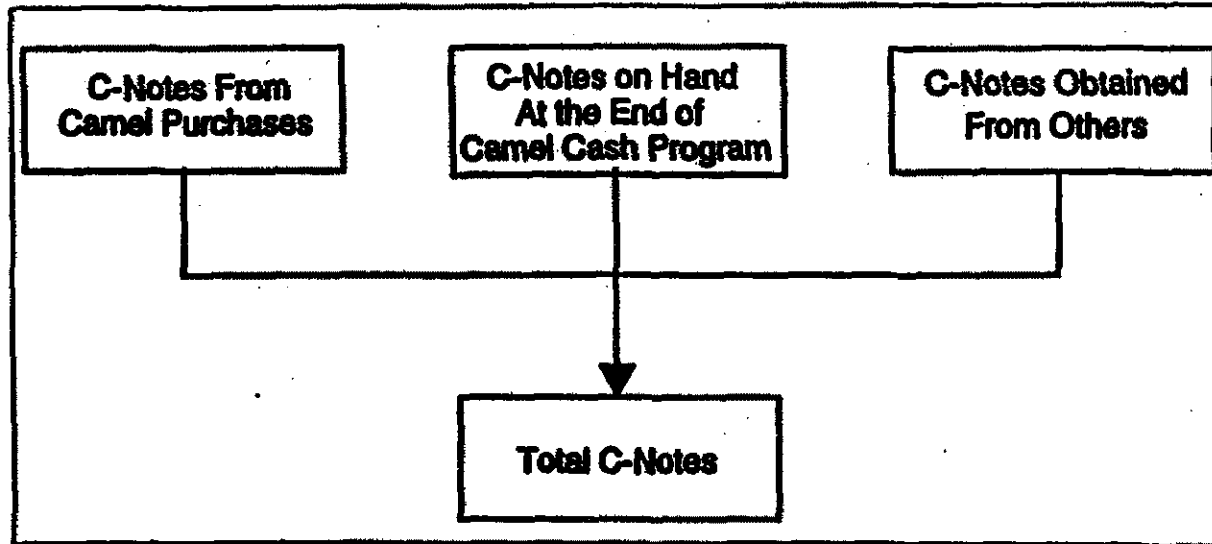 C-Notes From
Camel Purchases
C-Notes on Hand
At the End of
Camel Cash Program
C-Notes Obtained
From Others
Total C-Notes